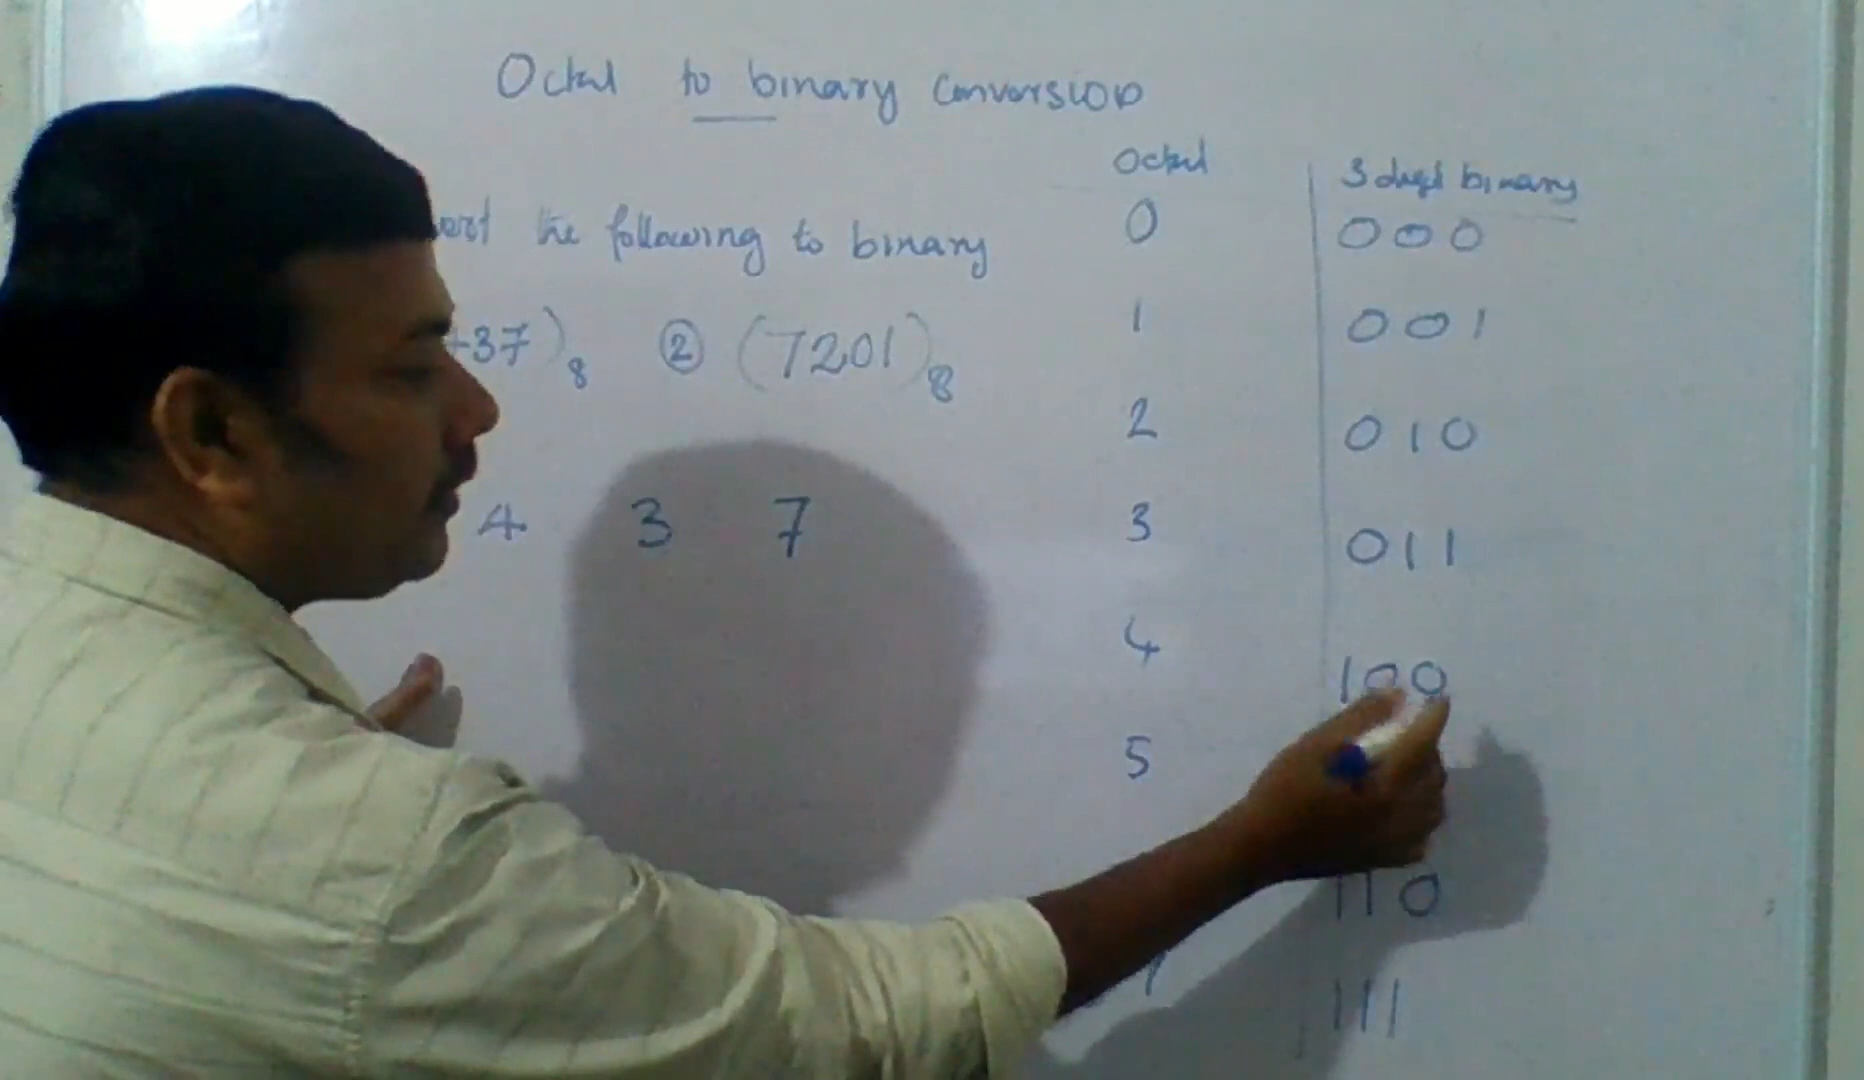 Octal to binary conversion
the following to binary
37)8 ② (7201)8
4 3 7
Octal 3 digit binary
0 000
1 001
2 010
3 011
4 100
5
110
111